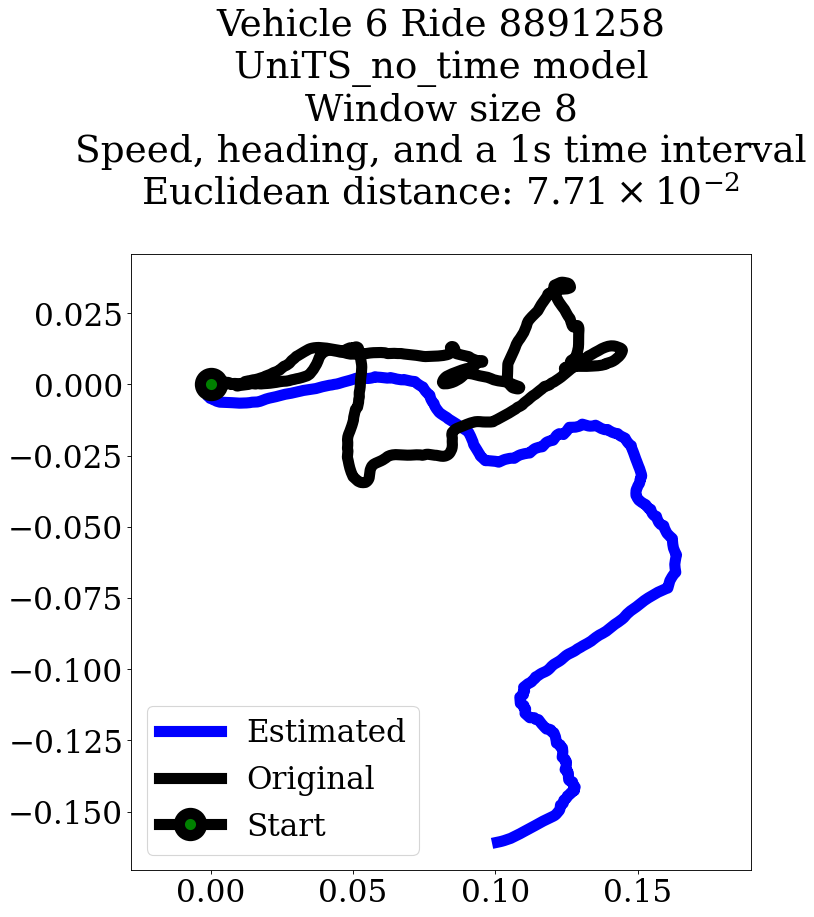 Vehicle 6 Ride 8891258
UniTS_no_time model
Window size 8
Speed, heading, and a 1s time interval
Euclidean distance: 7.71 × 10⁻²
0.025
0.000
−0.025
−0.050
−0.075
−0.100
−0.125
−0.150
Estimated
Original
Start
0.00 0.05 0.10 0.15